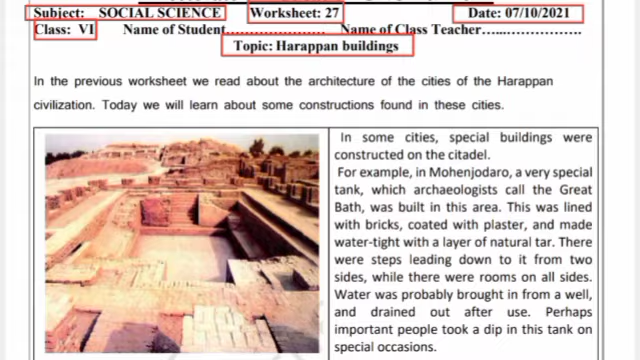 Subject: SOCIAL SCIENCE Worksheet: 27 Date: 07/10/2021
Class: VI Name of Student………………… Name of Class Teacher…..…………….
Topic: Harappan buildings
In the previous worksheet we read about the architecture of the cities of the Harappan
civilization. Today we will learn about some constructions found in these cities.
In some cities, special buildings were
constructed on the citadel.
For example, in Mohenjodaro, a very special
tank, which archaeologists call the Great
Bath, was built in this area. This was lined
with bricks, coated with plaster, and made
water-tight with a layer of natural tar. There
were steps leading down to it from two
sides, while there were rooms on all sides.
Water was probably brought in from a well,
and drained out after use. Perhaps
important people took a dip in this tank on
special occasions.